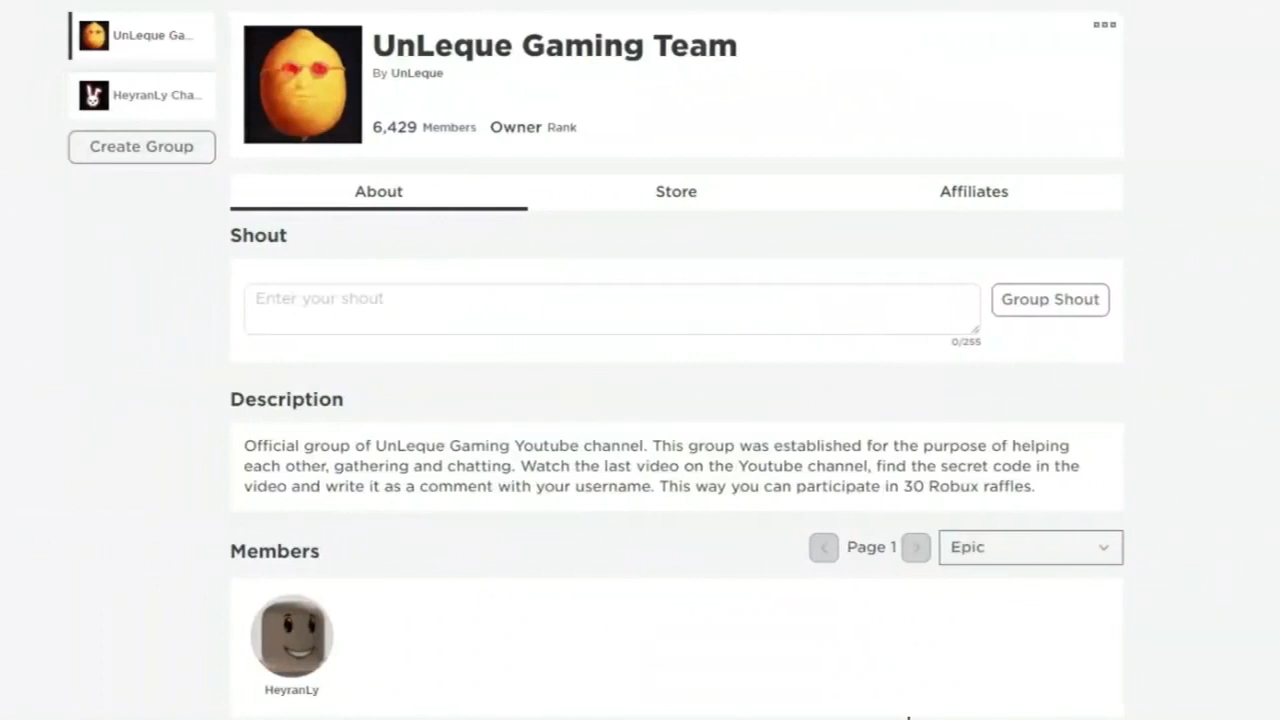 UnLeque Ga...
HeyranLy Cha...
Create Group
UnLeque Gaming Team
By UnLeque
6,429 Members Owner Rank
About Store Affiliates
Shout
Enter your shout
Group Shout
0/255
Description
Official group of UnLeque Gaming Youtube channel. This group was established for the purpose of helping
each other, gathering and chatting. Watch the last video on the Youtube channel, find the secret code in the
video and write it as a comment with your username. This way you can participate in 30 Robux raffles.
Members
Page 1
Epic
HeyranLy